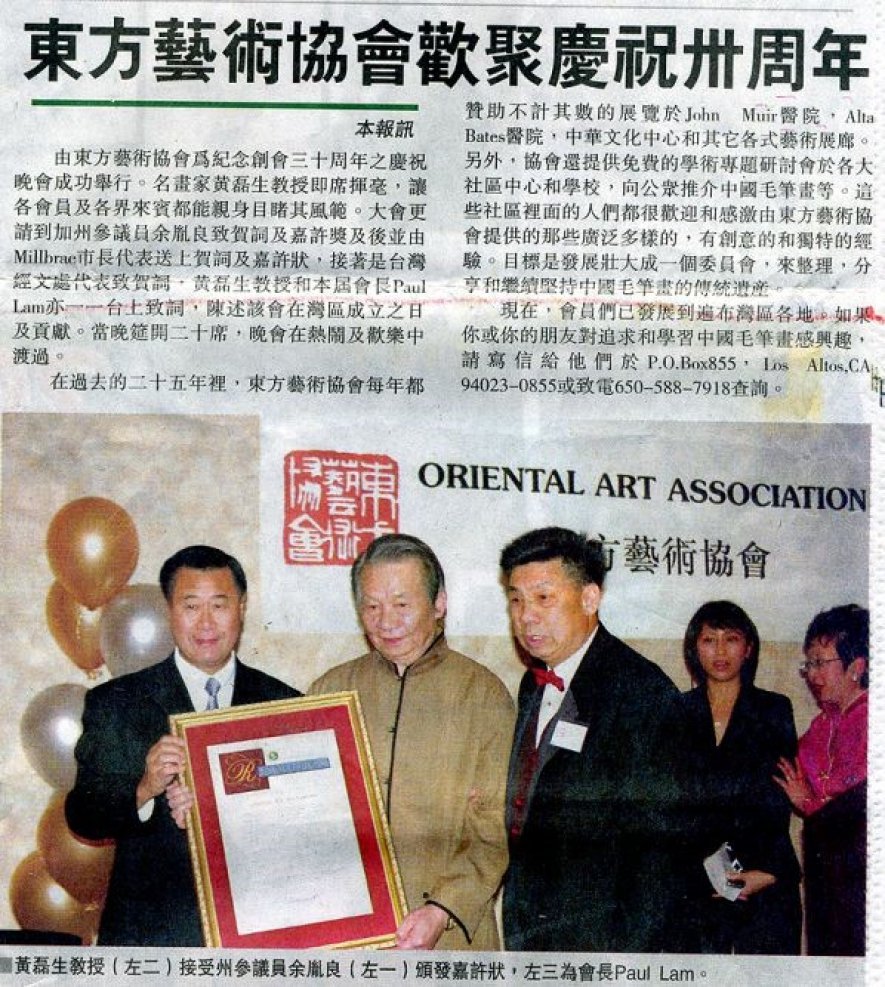 東方藝術協會歡聚慶祝卅周年
本報訊
由東方藝術協會爲紀念創會三十周年之慶祝
晚會成功舉行。名畫家黃磊生教授即席揮毫，讓
各會員及各界來賓都能親身目睹其風範。大會更
請到加州參議員余胤良致賀詞及嘉許獎及後並由
Millbrae市長代表送上賀詞及嘉許狀，接著是台灣
經文處代表致賀詞，黃磊生教授和本屆會長Paul
Lam亦一一台上致詞，陳述該會在灣區成立之日
及貢獻。當晚筵開二十席，晚會在熱鬧及歡樂中
渡過。
在過去的二十五年裡，東方藝術協會每年都
贊助不計其數的展覽於John Muir醫院，Alta
Bates醫院，中華文化中心和其它各式藝術展廊。
另外，協會還提供免費的學術專題研討會於各大
社區中心和學校，向公眾推介中國毛筆畫等。這
些社區裡面的人們都很歡迎和感激由東方藝術協
會提供的那些廣泛多樣的，有創意的和獨特的經
驗。目標是發展壯大成一個委員會，來整理，分
亨和繼續堅持中國毛筆畫的傳統遺産。
現在，會員們已發展到遍布灣區各地。如果
你或你的朋友對追求和學習中國毛筆畫感興趣，
請寫信給他們於P.O.Box855，Los Altos,CA
94023-0855或致電650-588-7918查詢。
東方藝術協會
ORIENTAL ART ASSOCIATION
方藝術協會
黃磊生教授（左二）接受州參議員余胤良（左一）頒發嘉許狀，左三為會長Paul Lam。